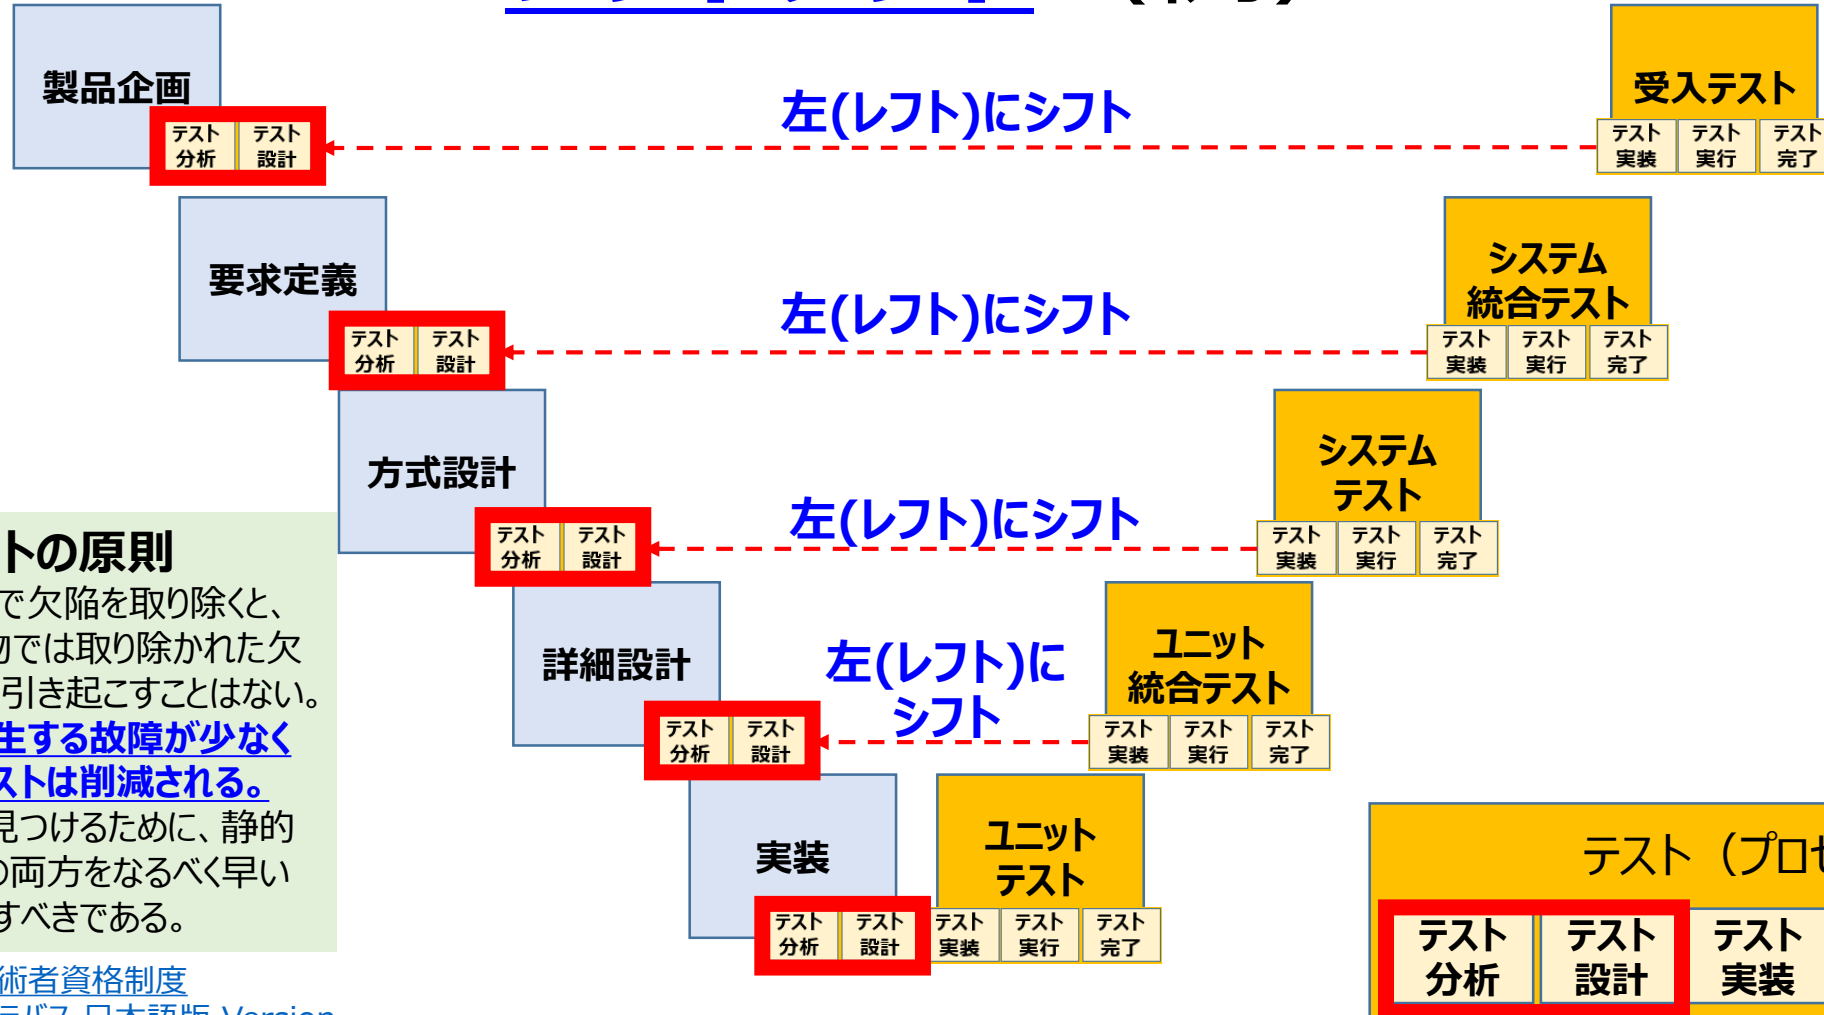 製品企画
テスト
分析
テスト
設計
左(レフト)にシフト
受入テスト
テスト
実装
テスト
実行
テスト
完了
要求定義
テスト
分析
テスト
設計
左(レフト)にシフト
システム
統合テスト
テスト
実装
テスト
実行
テスト
完了
方式設計
テスト
分析
テスト
設計
左(レフト)にシフト
システム
テスト
テスト
実装
テスト
実行
テスト
完了
詳細設計
テスト
分析
テスト
設計
左(レフト)に
シフト
ユニット
統合テスト
テスト
実装
テスト
実行
テスト
完了
実装
テスト
分析
テスト
設計
ユニット
テスト
テスト
実装
テスト
実行
テスト
完了
トの原則
で欠陥を取り除くと、
物では取り除かれた欠
引き起こすことはない。
生する故障が少なく
ストは削減される。
見つけるために、静的
の両方をなるべく早い
すべきである。
術者資格制度
ラバス 日本語版 Version
テスト（プロセ
テスト
分析
テスト
設計
テスト
実装